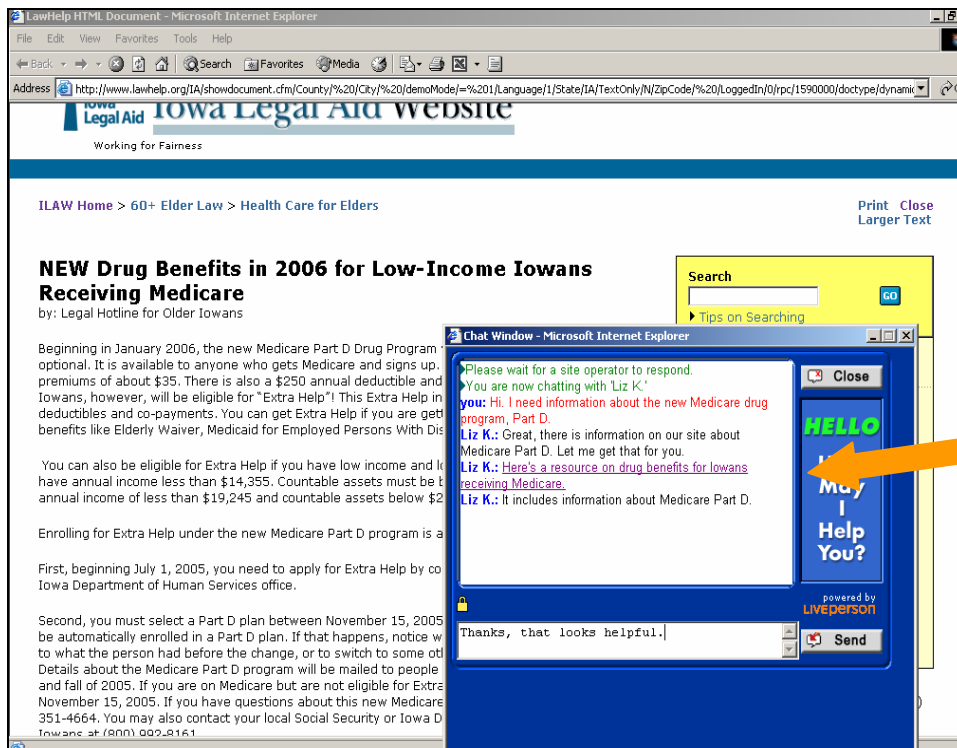 LawHelp HTML Document - Microsoft Internet Explorer
File Edit View Favorites Tools Help
Back Search Favorites Media
Address http://www.lawhelp.org/IA/showdocument.cfm/County/%20/City/%20/demoMode/=%201/Language/1/State/IA/TextOnly/N/ZipCode/%20/LoggedIn/0/rpc/1590000/doctype/dynamic
Iowa Legal Aid Iowa Legal Aid Website
Working for Fairness
ILAW Home > 60+ Elder Law > Health Care for Elders
Print Close
Larger Text
NEW Drug Benefits in 2006 for Low-Income Iowans
Receiving Medicare
by: Legal Hotline for Older Iowans
Search
GO
Tips on Searching
Beginning in January 2006, the new Medicare Part D Drug Program
optional. It is available to anyone who gets Medicare and signs up.
premiums of about $35. There is also a $250 annual deductible and
Iowans, however, will be eligible for "Extra Help"! This Extra Help in
deductibles and co-payments. You can get Extra Help if you are
benefits like Elderly Waiver, Medicaid for Employed Persons With
You can also be eligible for Extra Help if you have low income and
have annual income less than $14,355. Countable assets must be
annual income of less than $19,245 and countable assets below
Enrolling for Extra Help under the new Medicare Part D program is a
First, beginning July 1, 2005, you need to apply for Extra Help by
Iowa Department of Human Services office.
Second, you must select a Part D plan between November 15, 2005
be automatically enrolled in a Part D plan. If that happens, notice
to what the person had before the change, or to switch to some
Details about the Medicare Part D program will be mailed to people
and fall of 2005. If you are on Medicare but are not eligible for Extra
November 15, 2005. If you have questions about this new Medicare
351-4664. You may also contact your local Social Security or Iowa
Iowans at (800) 992-8161
Chat Window - Microsoft Internet Explorer
Please wait for a site operator to respond.
You are now chatting with 'Liz K.'
you: Hi. I need information about the new Medicare drug
program, Part D.
Liz K.: Great, there is information on our site about
Medicare Part D. Let me get that for you.
Liz K.: Here's a resource on drug benefits for Iowans
receiving Medicare.
Liz K.: It includes information about Medicare Part D.
Close
HELLO
May
I
Help
You?
powered by
LIVEPERSON
Thanks, that looks helpful.
Send